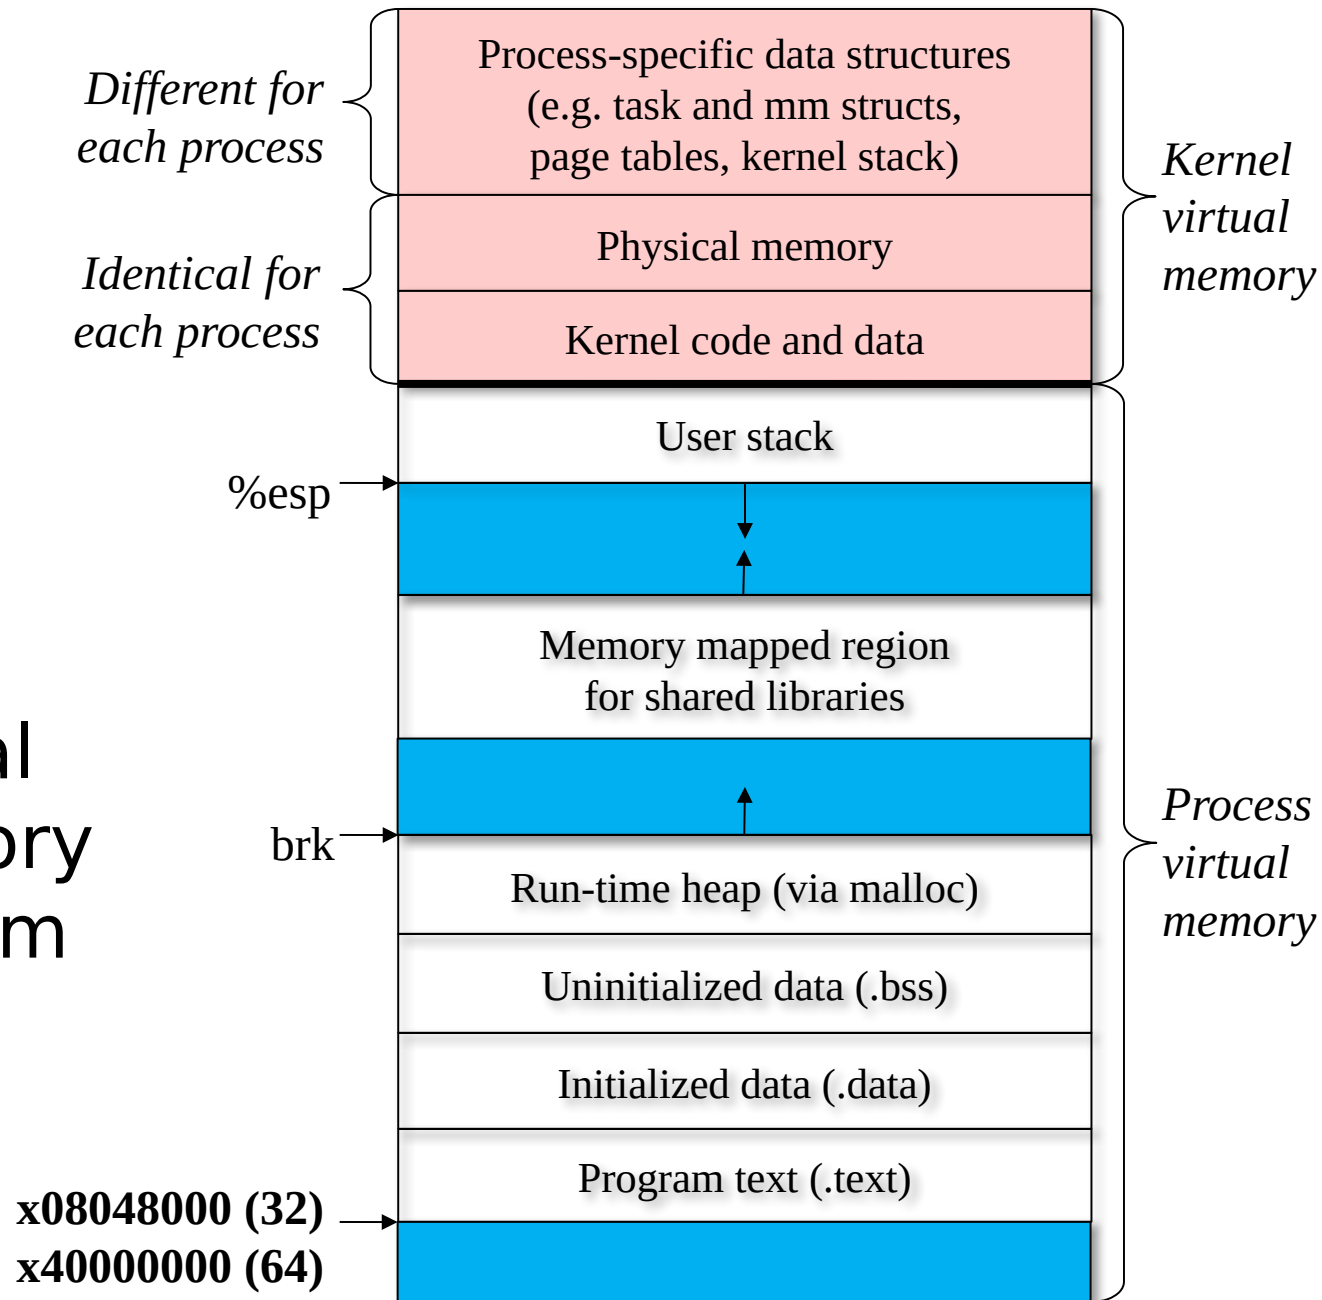 Different for
each process
Process-specific data structures
(e.g. task and mm structs,
page tables, kernel stack)
Kernel
virtual
memory
Identical for
each process
Physical memory
Kernel code and data
User stack
%esp
Memory mapped region
for shared libraries
al
ory
m
brk
Process
virtual
memory
Run-time heap (via malloc)
Uninitialized data (.bss)
Initialized data (.data)
Program text (.text)
x08048000 (32)
x40000000 (64)